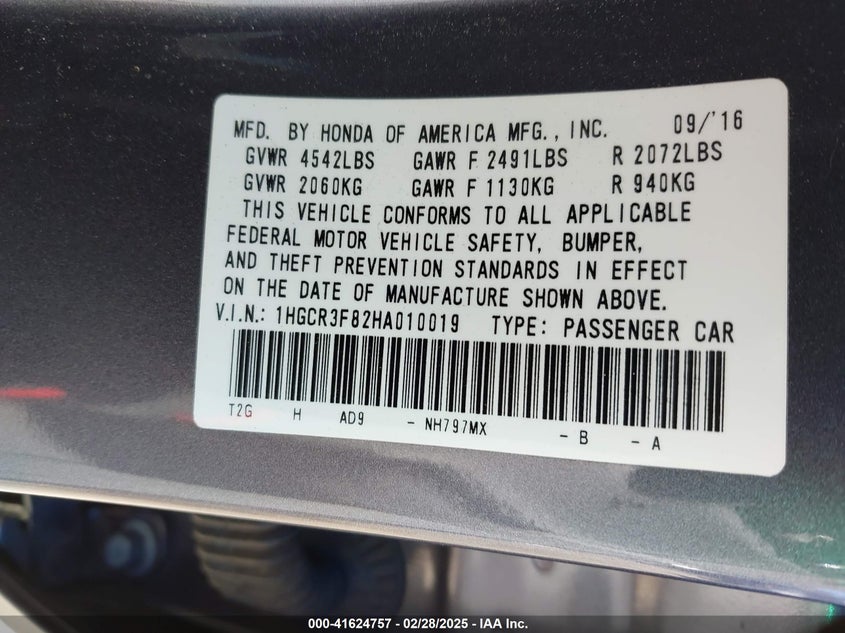 MFD. BY HONDA OF AMERICA MFG., INC. 09/'16
GVWR 4542LBS GAWR F 2491LBS R 2072LBS
GVWR 2060KG GAWR F 1130KG R 940KG
THIS VEHICLE CONFORMS TO ALL APPLICABLE
FEDERAL MOTOR VEHICLE SAFETY, BUMPER,
AND THEFT PREVENTION STANDARDS IN EFFECT
ON THE DATE OF MANUFACTURE SHOWN ABOVE.
V.I.N.: 1HGCR3F82HA010019 TYPE: PASSENGER CAR
T2G H AD9 - NH797MX - B - A
000-41624757 - 02/28/2025 - IAA Inc.